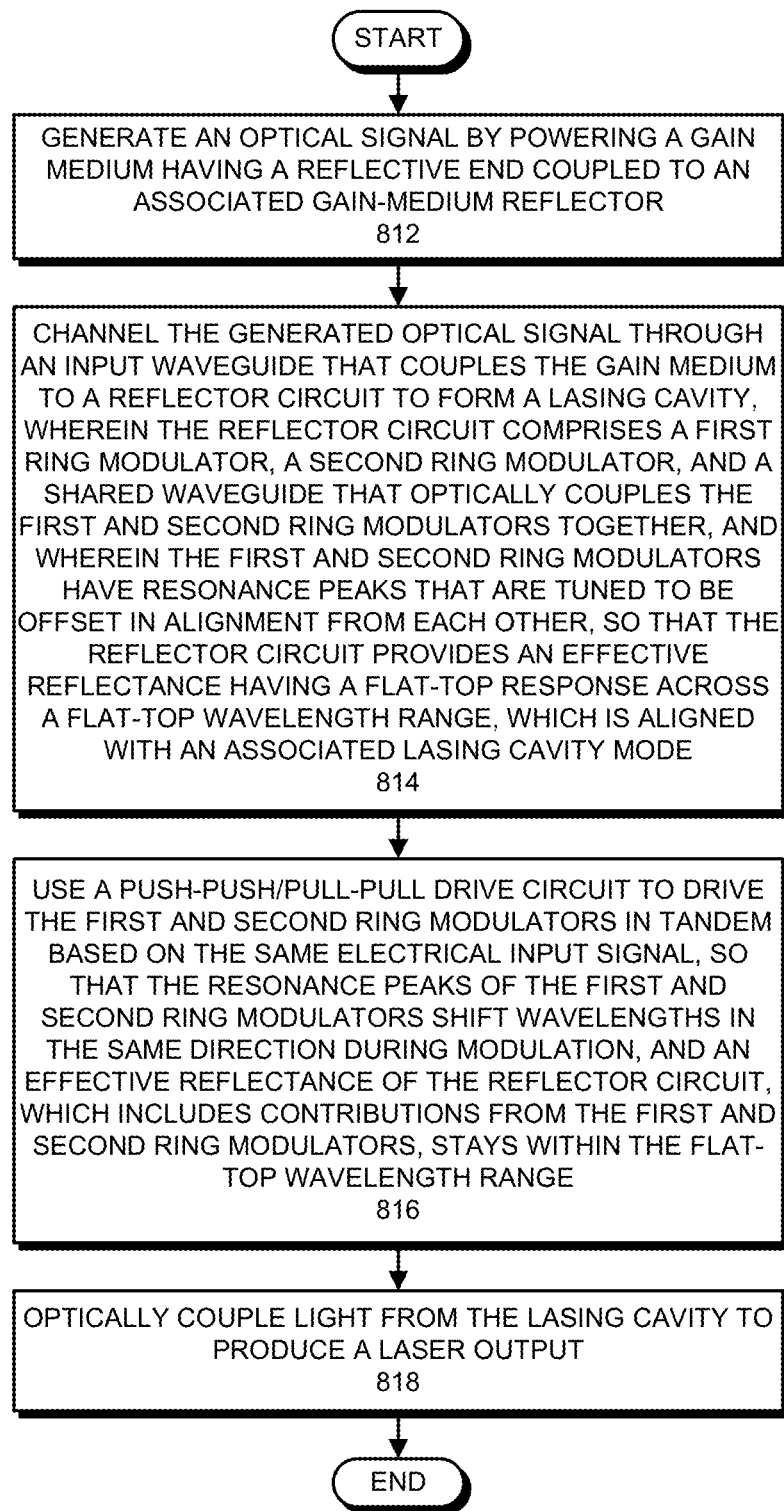 START
GENERATE AN OPTICAL SIGNAL BY POWERING A GAIN
MEDIUM HAVING A REFLECTIVE END COUPLED TO AN
ASSOCIATED GAIN-MEDIUM REFLECTOR
812
CHANNEL THE GENERATED OPTICAL SIGNAL THROUGH
AN INPUT WAVEGUIDE THAT COUPLES THE GAIN MEDIUM
TO A REFLECTOR CIRCUIT TO FORM A LASING CAVITY,
WHEREIN THE REFLECTOR CIRCUIT COMPRISES A FIRST
RING MODULATOR, A SECOND RING MODULATOR, AND A
SHARED WAVEGUIDE THAT OPTICALLY COUPLES THE
FIRST AND SECOND RING MODULATORS TOGETHER, AND
WHEREIN THE FIRST AND SECOND RING MODULATORS
HAVE RESONANCE PEAKS THAT ARE TUNED TO BE
OFFSET IN ALIGNMENT FROM EACH OTHER, SO THAT THE
REFLECTOR CIRCUIT PROVIDES AN EFFECTIVE
REFLECTANCE HAVING A FLAT-TOP RESPONSE ACROSS
A FLAT-TOP WAVELENGTH RANGE, WHICH IS ALIGNED
WITH AN ASSOCIATED LASING CAVITY MODE
814
USE A PUSH-PUSH/PULL-PULL DRIVE CIRCUIT TO DRIVE
THE FIRST AND SECOND RING MODULATORS IN TANDEM
BASED ON THE SAME ELECTRICAL INPUT SIGNAL, SO
THAT THE RESONANCE PEAKS OF THE FIRST AND
SECOND RING MODULATORS SHIFT WAVELENGTHS IN
THE SAME DIRECTION DURING MODULATION, AND AN
EFFECTIVE REFLECTANCE OF THE REFLECTOR CIRCUIT,
WHICH INCLUDES CONTRIBUTIONS FROM THE FIRST AND
SECOND RING MODULATORS, STAYS WITHIN THE FLAT-
TOP WAVELENGTH RANGE
816
OPTICALLY COUPLE LIGHT FROM THE LASING CAVITY TO
PRODUCE A LASER OUTPUT
818
END